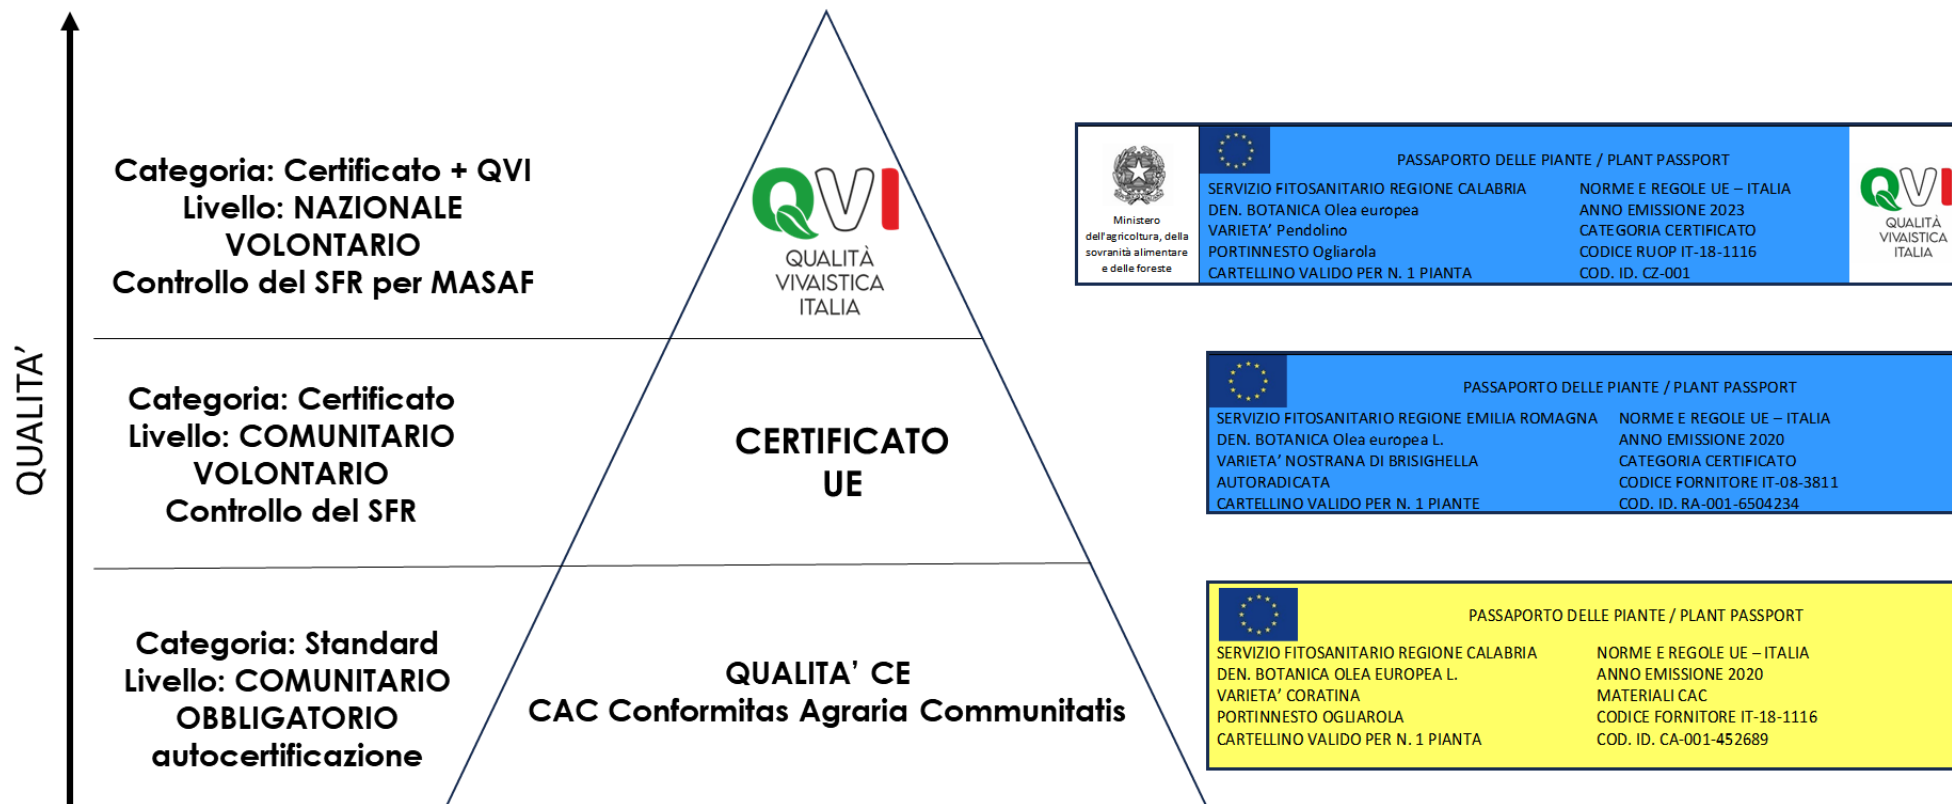 QUALITA'
Categoria: Certificato + QVI
Livello: NAZIONALE
VOLONTARIO
Controllo del SFR per MASAF
QVI
QUALITÀ
VIVAISTICA
ITALIA
Ministero
dell'agricoltura, della
sovranità alimentare
e delle foreste
PASSAPORTO DELLE PIANTE / PLANT PASSPORT
SERVIZIO FITOSANITARIO REGIONE CALABRIA
DEN. BOTANICA Olea europea
VARIETA' Pendolino
PORTINNESTO Ogliarola
CARTELLINO VALIDO PER N. 1 PIANTA
NORME E REGOLE UE – ITALIA
ANNO EMISSIONE 2023
CATEGORIA CERTIFICATO
CODICE RUOP IT-18-1116
COD. ID. CZ-001
QVI
QUALITÀ
VIVAISTICA
ITALIA
Categoria: Certificato
Livello: COMUNITARIO
VOLONTARIO
Controllo del SFR
CERTIFICATO
UE
PASSAPORTO DELLE PIANTE / PLANT PASSPORT
SERVIZIO FITOSANITARIO REGIONE EMILIA ROMAGNA
DEN. BOTANICA Olea europea L.
VARIETA' NOSTRANA DI BRISIGHELLA
AUTORADICATA
CARTELLINO VALIDO PER N. 1 PIANTE
NORME E REGOLE UE – ITALIA
ANNO EMISSIONE 2020
CATEGORIA CERTIFICATO
CODICE FORNITORE IT-08-3811
COD. ID. RA-001-6504234
Categoria: Standard
Livello: COMUNITARIO
OBBLIGATORIO
autocertificazione
QUALITA' CE
CAC Conformitas Agraria Communitatis
PASSAPORTO DELLE PIANTE / PLANT PASSPORT
SERVIZIO FITOSANITARIO REGIONE CALABRIA
DEN. BOTANICA OLEA EUROPEA L.
VARIETA' CORATINA
PORTINNESTO OGLIAROLA
CARTELLINO VALIDO PER N. 1 PIANTA
NORME E REGOLE UE – ITALIA
ANNO EMISSIONE 2020
MATERIALI CAC
CODICE FORNITORE IT-18-1116
COD. ID. CA-001-452689